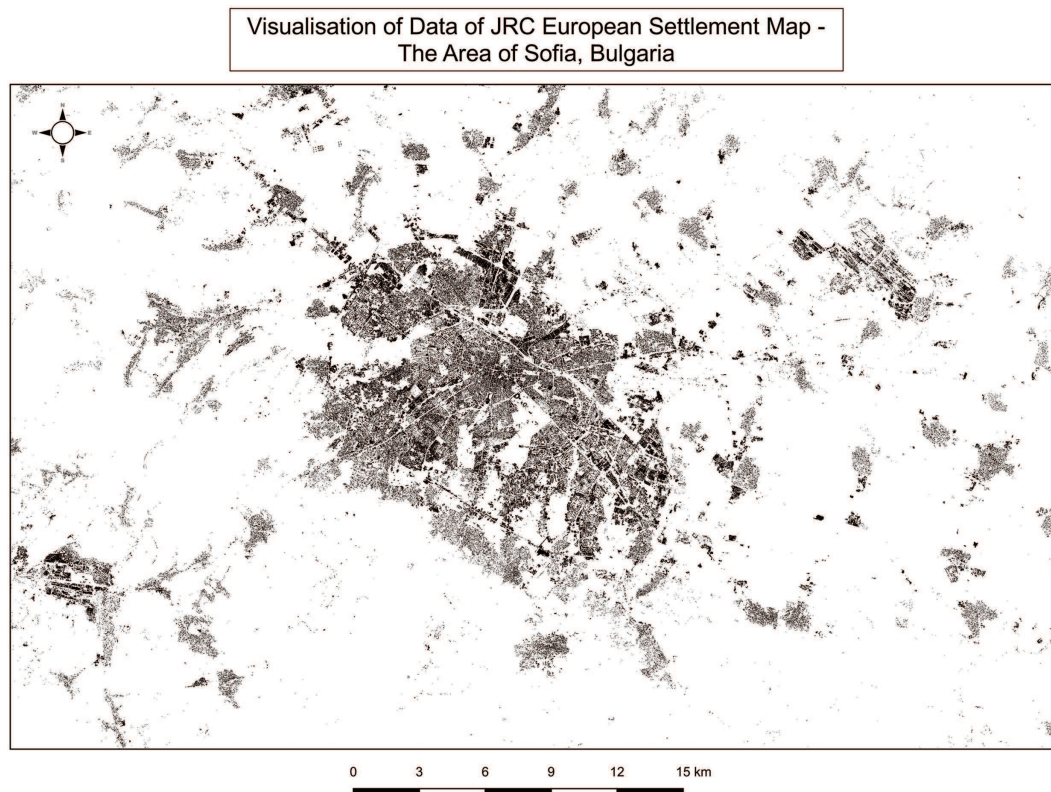 Visualisation of Data of JRC European Settlement Map -
The Area of Sofia, Bulgaria
N
W E
S
0 3 6 9 12 15 km